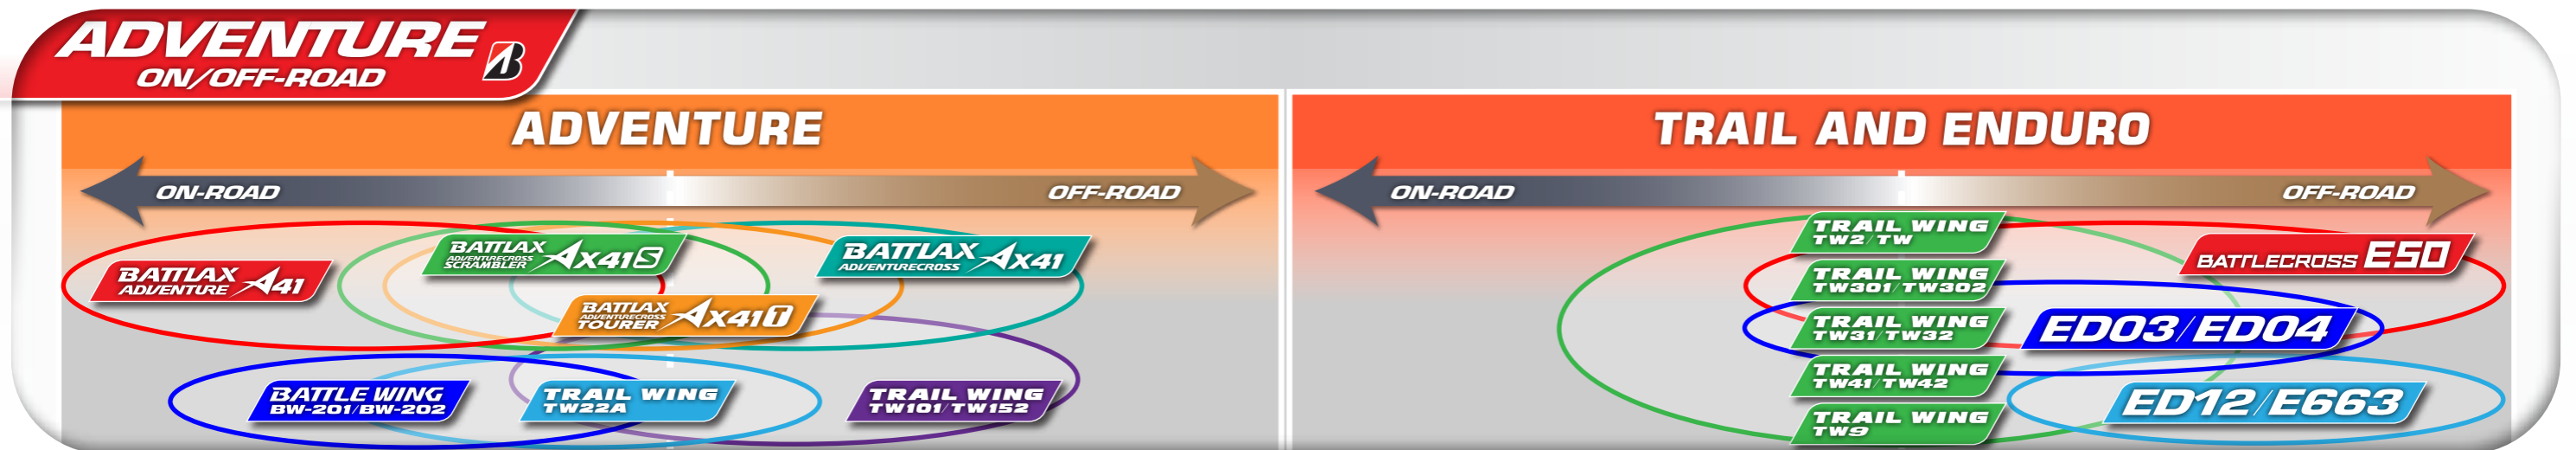 ADVENTURE
ON/OFF-ROAD
B
ADVENTURE
ON-ROAD
OFF-ROAD
BATTLAX
ADVENTURE A41
BATTLAX
ADVENTURECROSS
SCRAMBLER AX41S
BATTLAX
ADVENTURECROSS AX41
BATTLAX
ADVENTURECROSS
TOURER AX41T
BATTLE WING
BW-201/BW-202
TRAIL WING
TW22A
TRAIL WING
TW101/TW152
TRAIL AND ENDURO
ON-ROAD
OFF-ROAD
TRAIL WING
TW2/TW
TRAIL WING
TW301/TW302
TRAIL WING
TW31/TW32
TRAIL WING
TW41/TW42
TRAIL WING
TW9
BATTLECROSS E50
ED03/ED04
ED12/E663